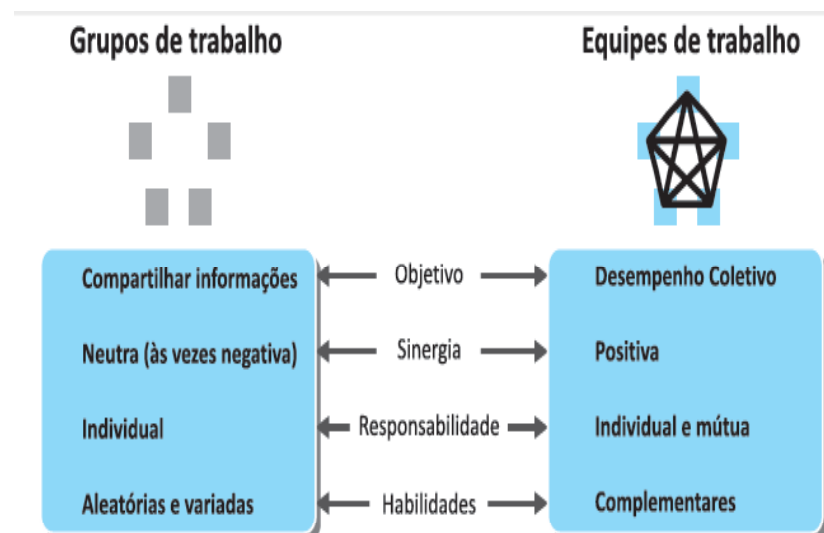 Grupos de trabalho
Equipes de trabalho
Compartilhar informações
Objetivo
Desempenho Coletivo
Neutra (às vezes negativa)
Sinergia
Positiva
Individual
Responsabilidade
Individual e mútua
Aleatórias e variadas
Habilidades
Complementares